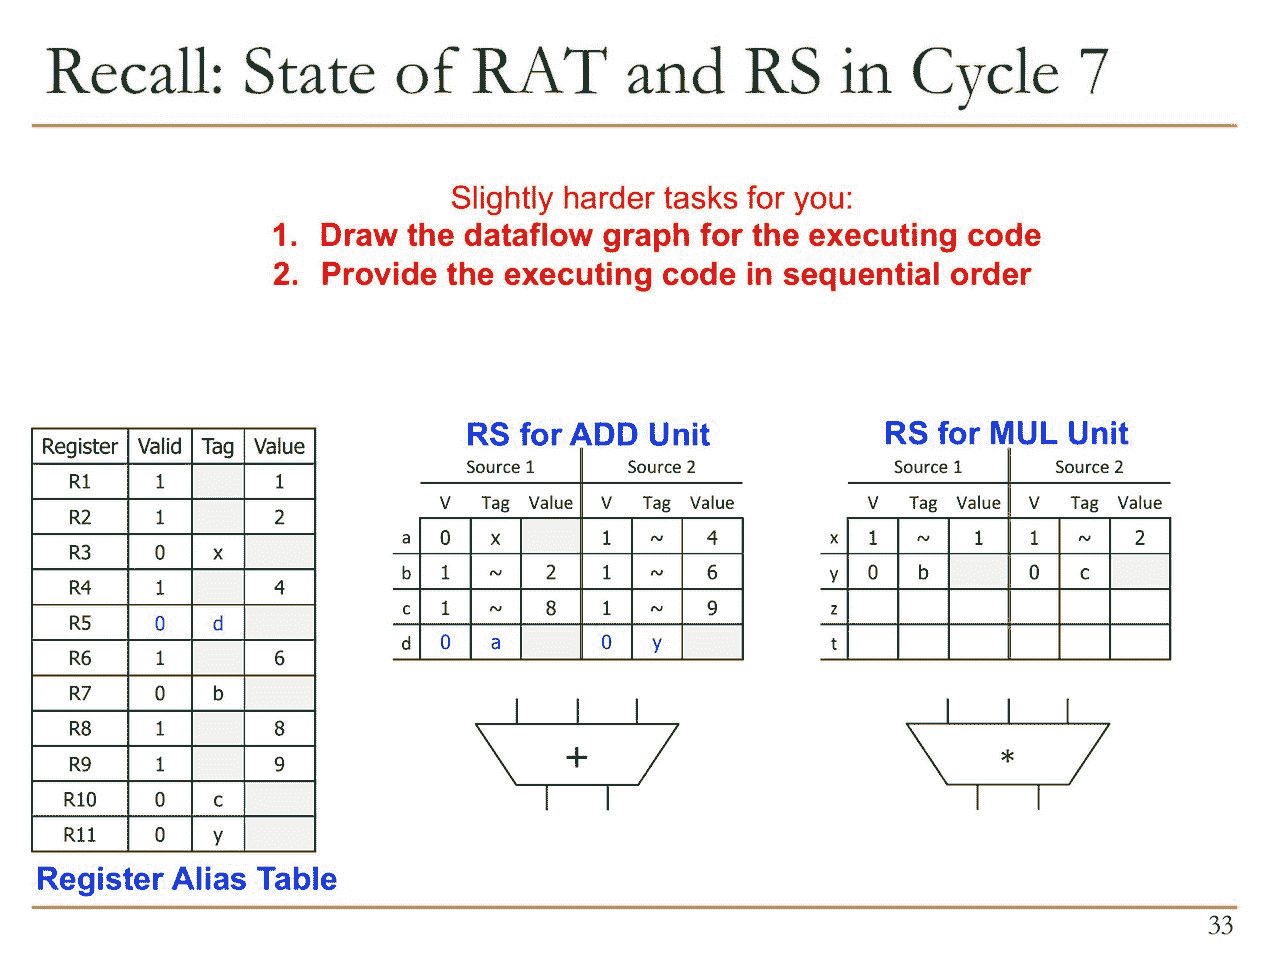 Recall: State of RAT and RS in Cycle 7
Slightly harder tasks for you:
1. Draw the dataflow graph for the executing code
2. Provide the executing code in sequential order
Register Valid Tag Value
R1 1 1
R2 1 2
R3 0 x
R4 1 4
R5 0 d
R6 1 6
R7 0 b
R8 1 8
R9 1 9
R10 0 c
R11 0 y
Register Alias Table
RS for ADD Unit
Source 1 Source 2
V Tag Value V Tag Value
a 0 x 1 ~ 4
b 1 ~ 2 1 ~ 6
c 1 ~ 8 1 ~ 9
d 0 a 0 y
+
RS for MUL Unit
Source 1 Source 2
V Tag Value V Tag Value
x 1 ~ 1 1 ~ 2
y 0 b 0 c
z
t
*
33